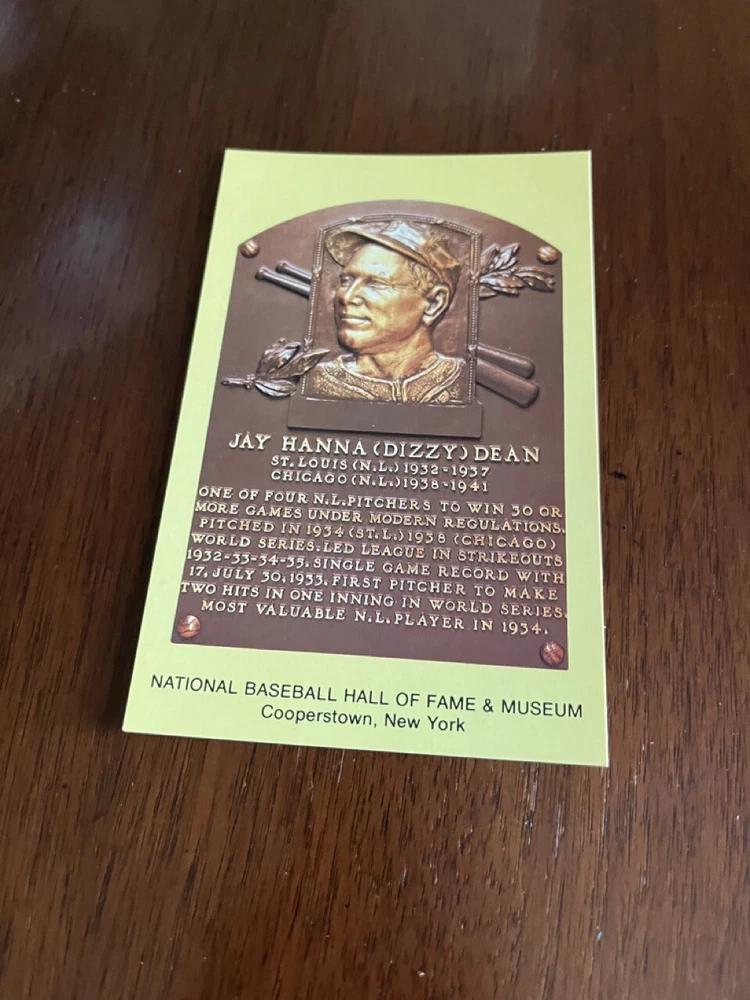 JAY HANNA (DIZZY) DEAN
ST. LOUIS (N.L.) 1932-1937
CHICAGO (N.L.) 1938-1941
ONE OF FOUR N.L. PITCHERS TO WIN 30 OR
MORE GAMES UNDER MODERN REGULATIONS.
PITCHED IN 1934 (ST.L.) 1938 (CHICAGO)
WORLD SERIES. LED LEAGUE IN STRIKEOUTS
1932-33-34-35. SINGLE GAME RECORD WITH
17, JULY 30, 1933. FIRST PITCHER TO MAKE
TWO HITS IN ONE INNING IN WORLD SERIES.
MOST VALUABLE N.L. PLAYER IN 1934.
NATIONAL BASEBALL HALL OF FAME & MUSEUM
Cooperstown, New York